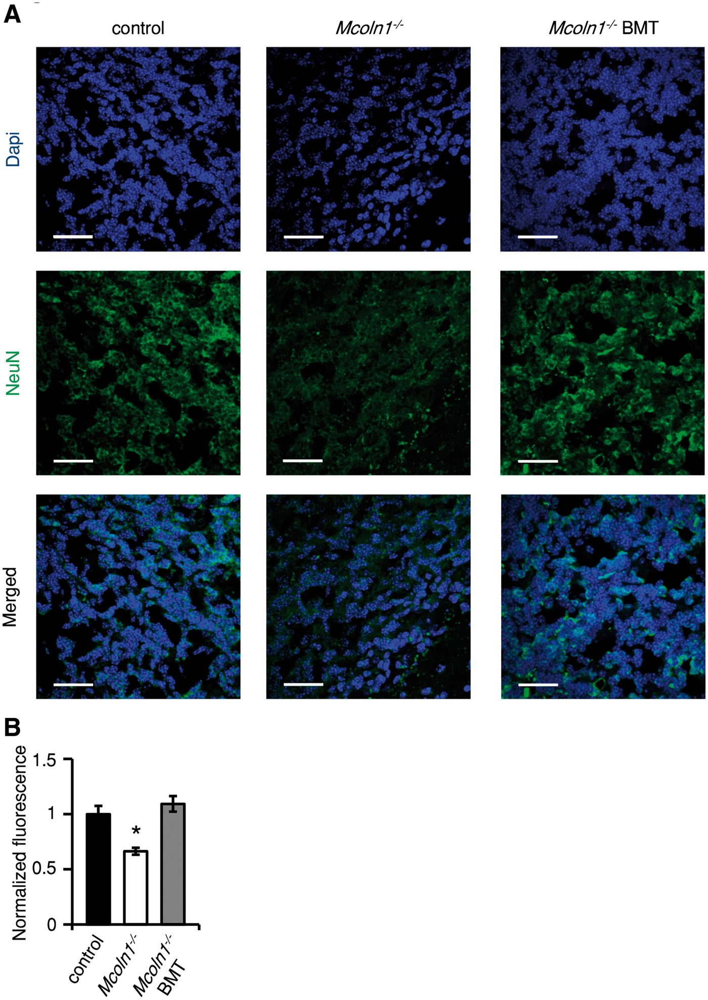 A
control
Mcoln1-/-
Mcoln1-/- BMT
Dapi
NeuN
Merged
B
Normalized fluorescence
1.5
1
0.5
0
*
control
Mcoln1-/-
Mcoln1-/-
BMT